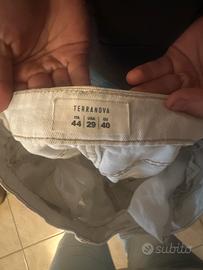 TERRANOVA
ITA USA EU
44 29 40
subito